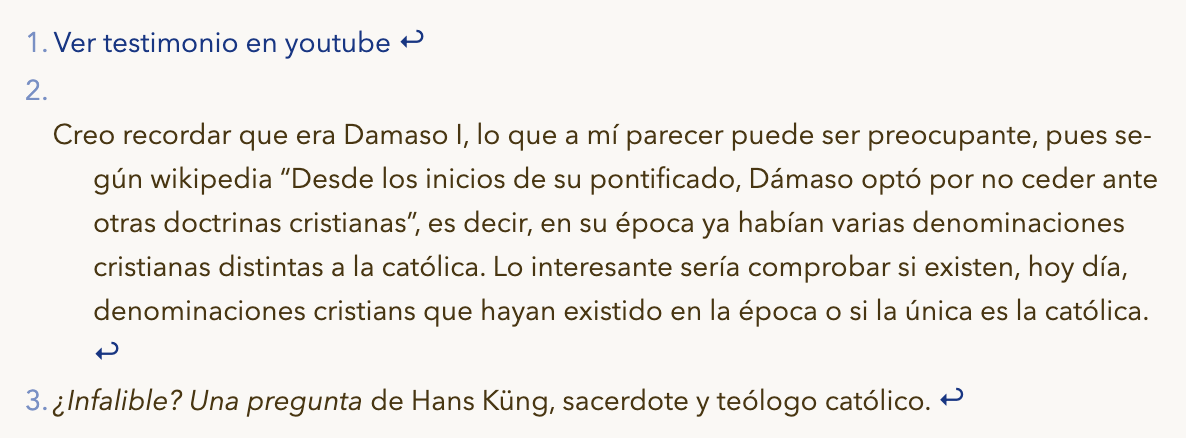 1. Ver testimonio en youtube ↩
2.
Creo recordar que era Damaso I, lo que a mí parecer puede ser preocupante, pues se-
gún wikipedia “Desde los inicios de su pontificado, Dámaso optó por no ceder ante
otras doctrinas cristianas”, es decir, en su época ya habían varias denominaciones
cristianas distintas a la católica. Lo interesante sería comprobar si existen, hoy día,
denominaciones cristians que hayan existido en la época o si la única es la católica.
↩
3. ¿Infalible? Una pregunta de Hans Küng, sacerdote y teólogo católico. ↩